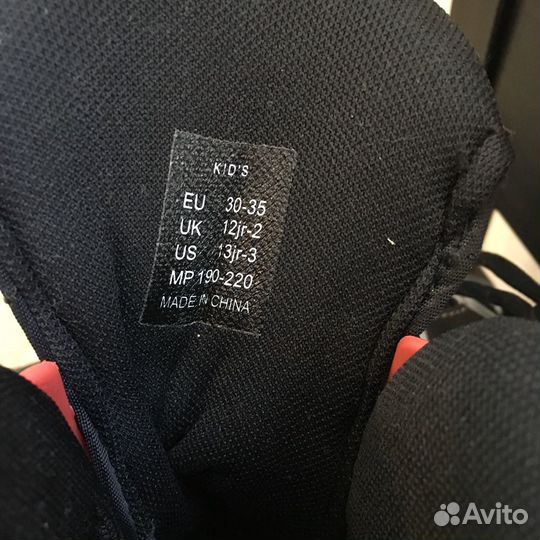 KID'S
EU 30-35
UK 12jr-2
US 13jr-3
MP 190-220
MADE IN CHINA
Avito